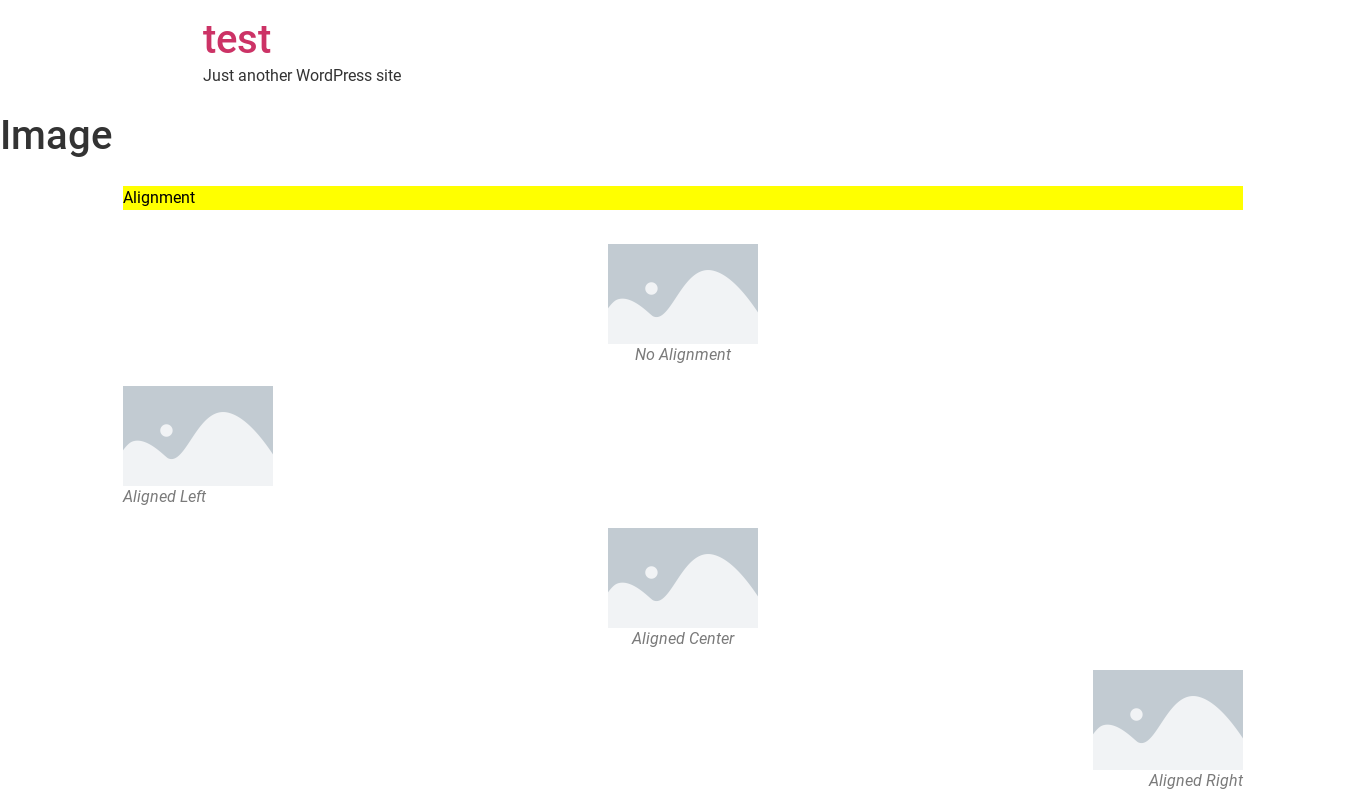 test
Just another WordPress site
Image
Alignment
No Alignment
Aligned Left
Aligned Center
Aligned Right